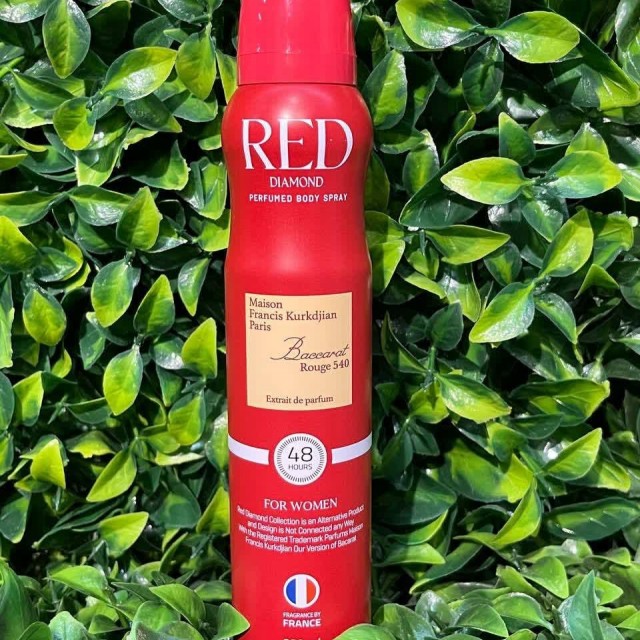 RED
DIAMOND
PERFUMED BODY SPRAY
Maison
Francis Kurkdjian
Paris
Baccarat
Rouge 540
Extrait de parfum
48
HOURS
FOR WOMEN
Red Diamond Collection is an Alternative Product
and Design is Not Connected any Way
With the Registered Trademark Parfums Maison
Francis Kurkdjian Our Version of Bacarat
FRAGRANCE BY
FRANCE